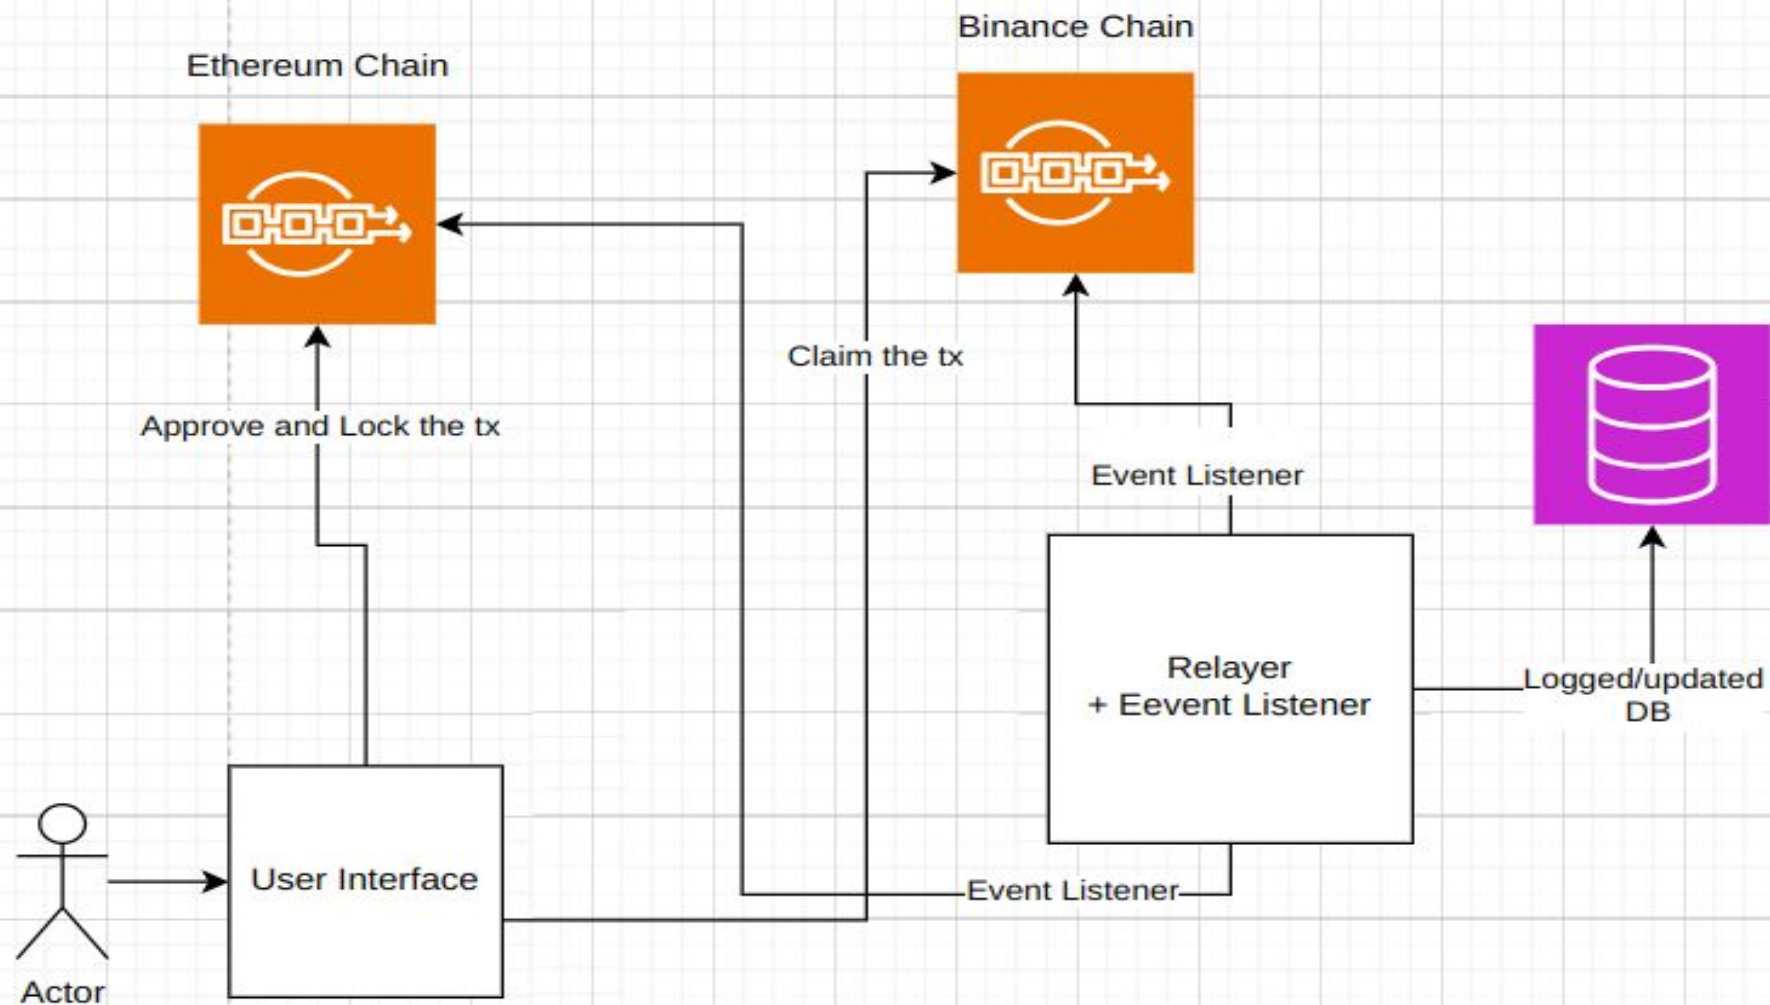 Binance Chain
Ethereum Chain
Claim the tx
Approve and Lock the tx
Event Listener
Relayer
+ Eevent Listener
Logged/updated
DB
User Interface
Event Listener
Actor